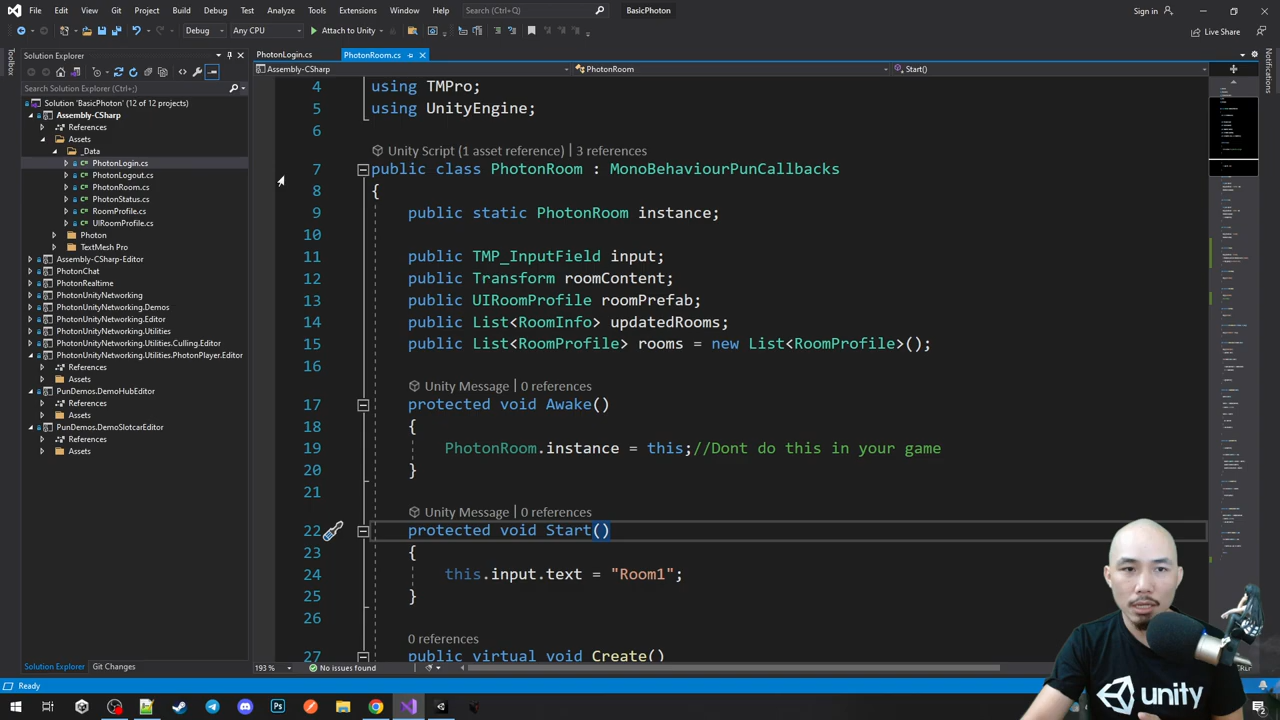 File Edit View Git Project Build Debug Test Analyze Tools Extensions Window Help Search (Ctrl+Q) BasicPhoton Sign in
Debug Any CPU Attach to Unity Live Share
Solution Explorer
Search Solution Explorer (Ctrl+;)
Solution 'BasicPhoton' (12 of 12 projects)
Assembly-CSharp
References
Assets
_Data
PhotonLogin.cs
PhotonLogout.cs
PhotonRoom.cs
PhotonStatus.cs
RoomProfile.cs
UIRoomProfile.cs
Photon
TextMesh Pro
Assembly-CSharp-Editor
PhotonChat
PhotonRealtime
PhotonUnityNetworking
PhotonUnityNetworking.Demos
PhotonUnityNetworking.Editor
PhotonUnityNetworking.Utilities
PhotonUnityNetworking.Utilities.Culling.Editor
PhotonUnityNetworking.Utilities.PhotonPlayer.Editor
References
Assets
PunDemos.DemoHubEditor
References
Assets
PunDemos.DemoSlotcarEditor
References
Assets
Solution Explorer Git Changes
Toolbox
PhotonLogin.cs PhotonRoom.cs
Assembly-CSharp PhotonRoom Start()
4 using TMPro;
5 using UnityEngine;
6
Unity Script (1 asset reference) | 3 references
7 public class PhotonRoom : MonoBehaviourPunCallbacks
8 {
9 public static PhotonRoom instance;
10
11 public TMP_InputField input;
12 public Transform roomContent;
13 public UIRoomProfile roomPrefab;
14 public List<RoomInfo> updatedRooms;
15 public List<RoomProfile> rooms = new List<RoomProfile>();
16
Unity Message | 0 references
17 protected void Awake()
18 {
19 PhotonRoom.instance = this;//Dont do this in your game
20 }
21
Unity Message | 0 references
22 protected void Start()
23 {
24 this.input.text = "Room1";
25 }
26
0 references
27 public virtual void Create()
193 % No issues found
Notifications
unity
Ready